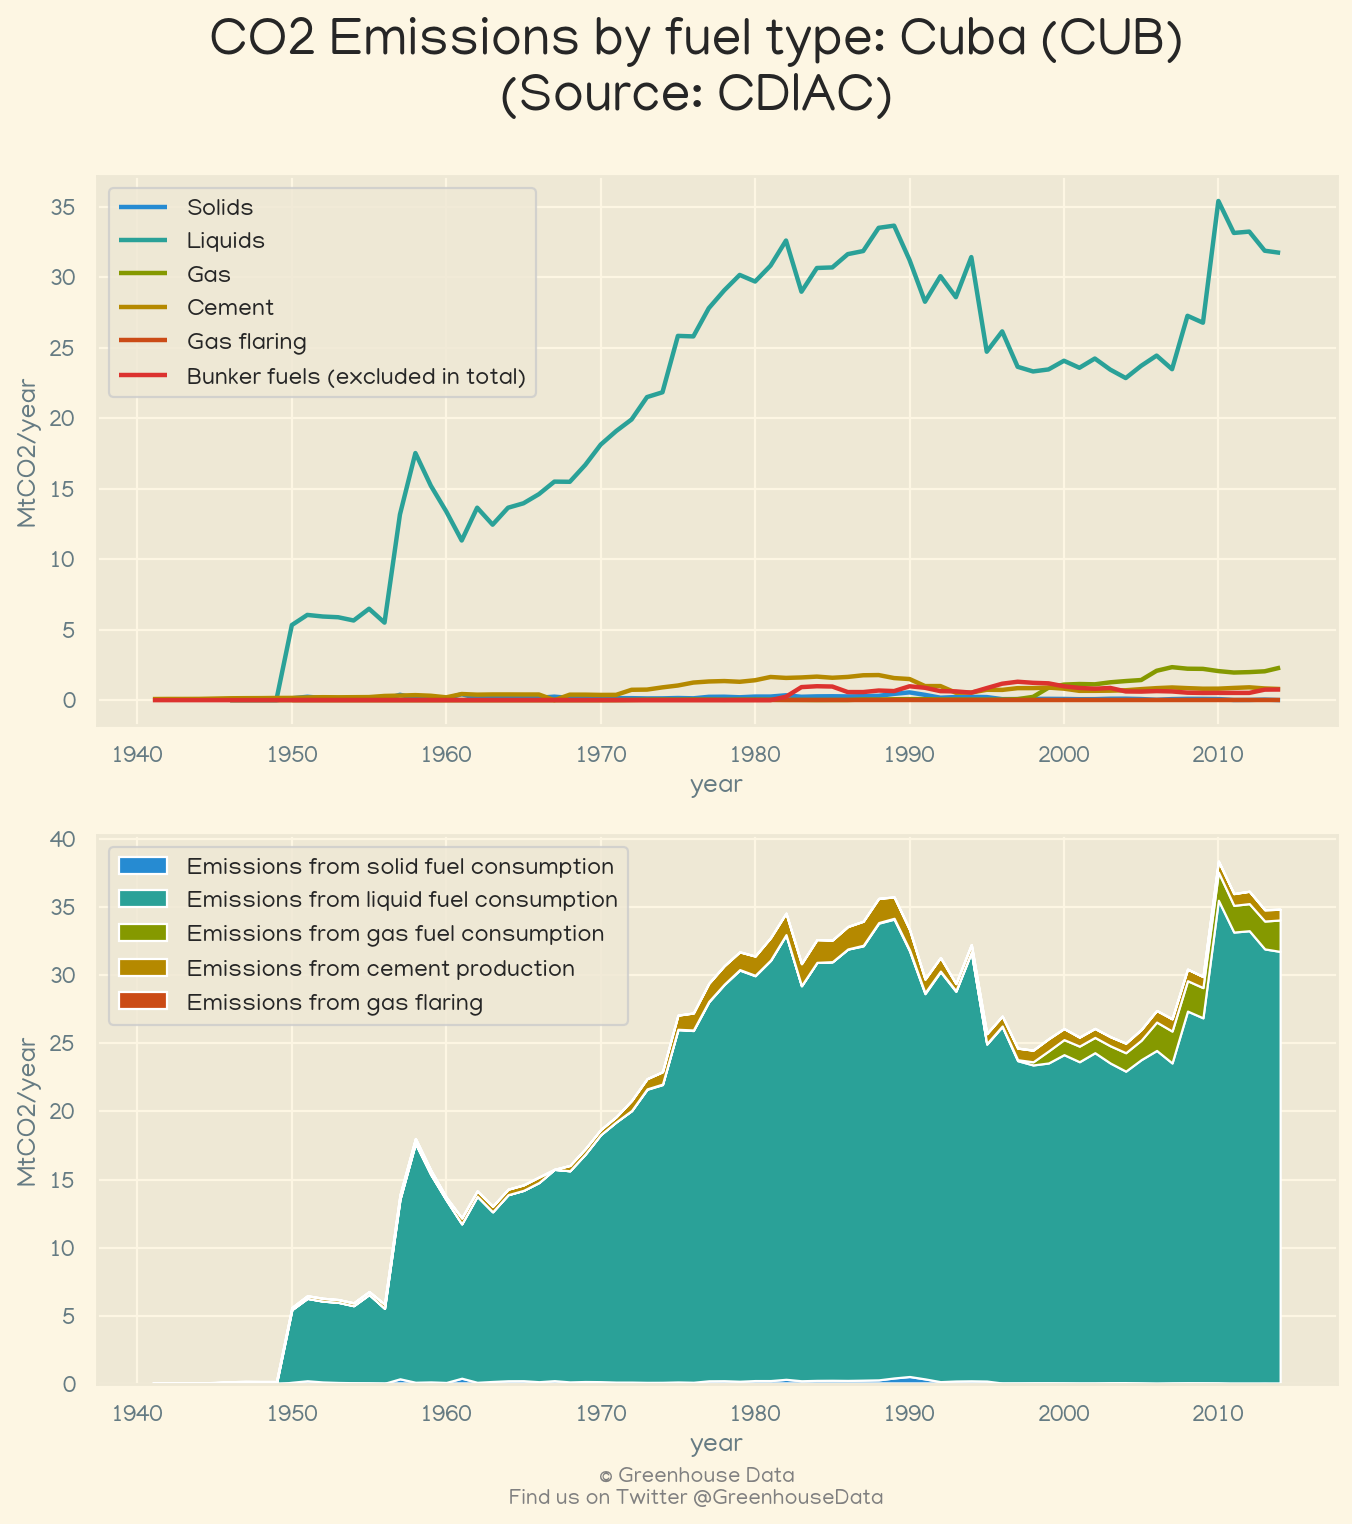 CO2 Emissions by fuel type: Cuba (CUB)
(Source: CDIAC)
35
30
25
20
15
10
5
0
MtCO2/year
Solids
Liquids
Gas
Cement
Gas flaring
Bunker fuels (excluded in total)
1940 1950 1960 1970 1980 1990 2000 2010
year
40
35
30
25
20
15
10
5
0
MtCO2/year
Emissions from solid fuel consumption
Emissions from liquid fuel consumption
Emissions from gas fuel consumption
Emissions from cement production
Emissions from gas flaring
1940 1950 1960 1970 1980 1990 2000 2010
year
© Greenhouse Data
Find us on Twitter @GreenhouseData